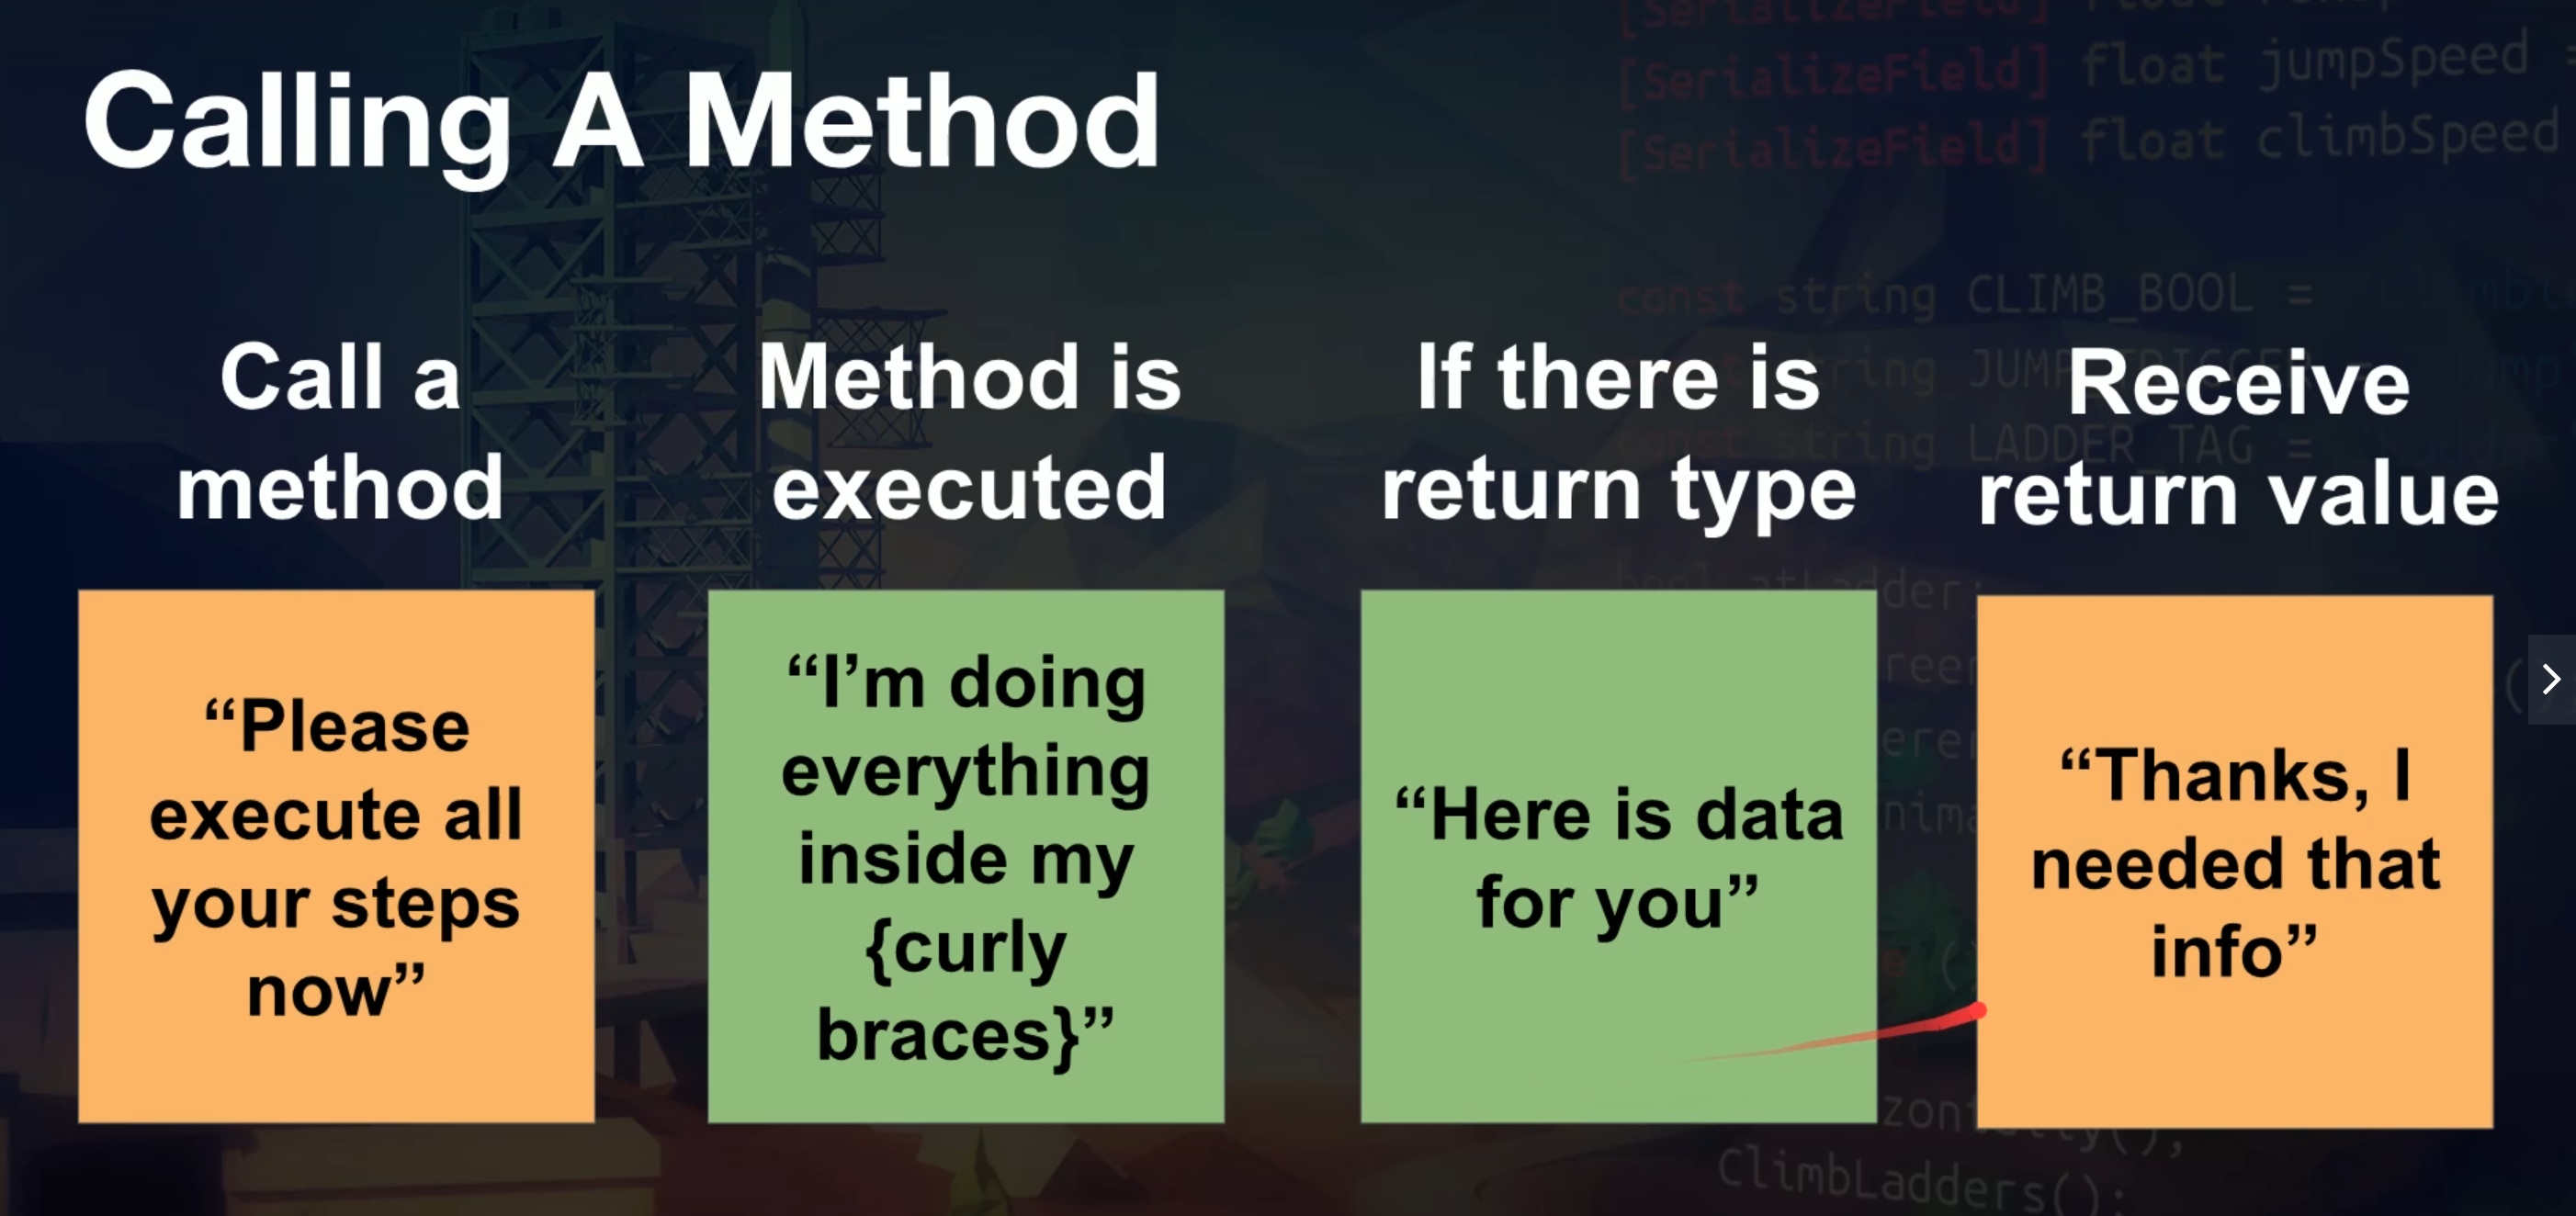 Calling A Method
[SerializeField] float jumpSpeed =
[SerializeField] float climbSpeed
const string CLIMB_BOOL =
string JUMP_TRIGGER
const string LADDER_TAG =
Call a
method
Method is
executed
If there is
return type
Receive
return value
“Please
execute all
your steps
now”
“I’m doing
everything
inside my
{curly
braces}”
“Here is data
for you”
“Thanks, I
needed that
info”
ClimbLadders();